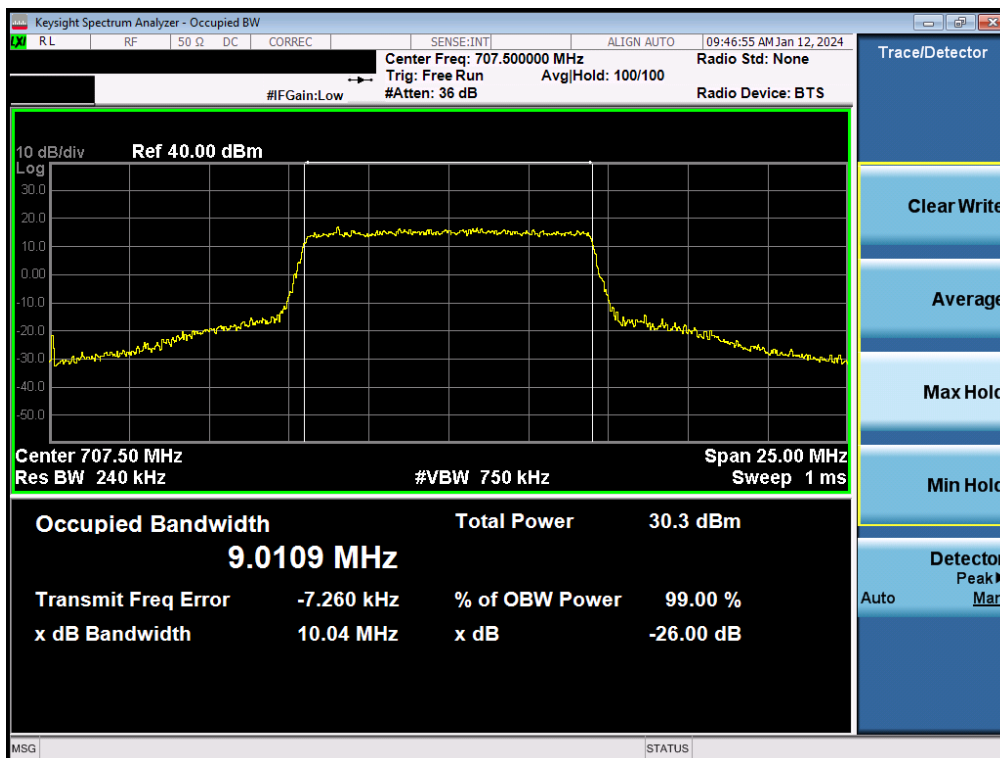 Keysight Spectrum Analyzer - Occupied BW
LXI RL RF 50 Ω DC CORREC SENSE:INT ALIGN AUTO 09:46:55 AM Jan 12, 2024
Center Freq: 707.500000 MHz Radio Std: None
Trig: Free Run Avg|Hold: 100/100
#IFGain:Low #Atten: 36 dB Radio Device: BTS
10 dB/div Ref 40.00 dBm
Log
30.0
20.0
10.0
0.00
-10.0
-20.0
-30.0
-40.0
-50.0
Center 707.50 MHz Span 25.00 MHz
Res BW 240 kHz #VBW 750 kHz Sweep 1 ms
Occupied Bandwidth Total Power 30.3 dBm
9.0109 MHz
Transmit Freq Error -7.260 kHz % of OBW Power 99.00 %
x dB Bandwidth 10.04 MHz x dB -26.00 dB
MSG STATUS
Trace/Detector
Clear Write
Average
Max Hold
Min Hold
Detector
Peak
Auto Man